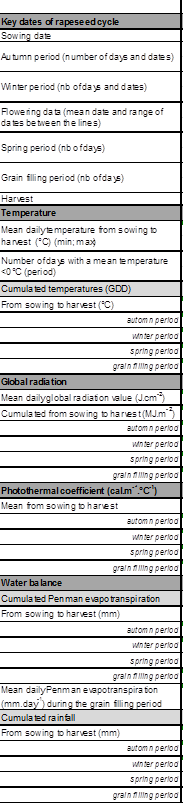 Key dates of rapeseed cycle
Sowing date
Autumn period (number of days and dates)
Winter period (nb of days and dates)
Flowering data (mean date and range of
dates between the lines)
Spring period (nb of days)
Grain filling period (nb of days)
Harvest
Temperature
Mean daily temperature from sowing to
harvest (°C) (min; max)
Number of days with a mean temperature
<0°C (period)
Cumulated temperatures (GDD)
From sowing to harvest (°C)
automn period
winter period
spring period
grain filling period
Global radiation
Mean daily global radiation value (J.cm⁻²)
Cumulated from sowing to harvest (MJ.m⁻²)
automn period
winter period
spring period
grain filling period
Photothermal coefficient (cal.m⁻².°C⁻¹)
Mean from sowing to harvest
automn period
winter period
spring period
grain filling period
Water balance
Cumulated Penman evapotranspiration
From sowing to harvest (mm)
automn period
winter period
spring period
grain filling period
Mean daily Penman evapotranspiration
(mm.day⁻¹) during the grain filling period
Cumulated rainfall
From sowing to harvest (mm)
automn period
winter period
spring period
grain filling period